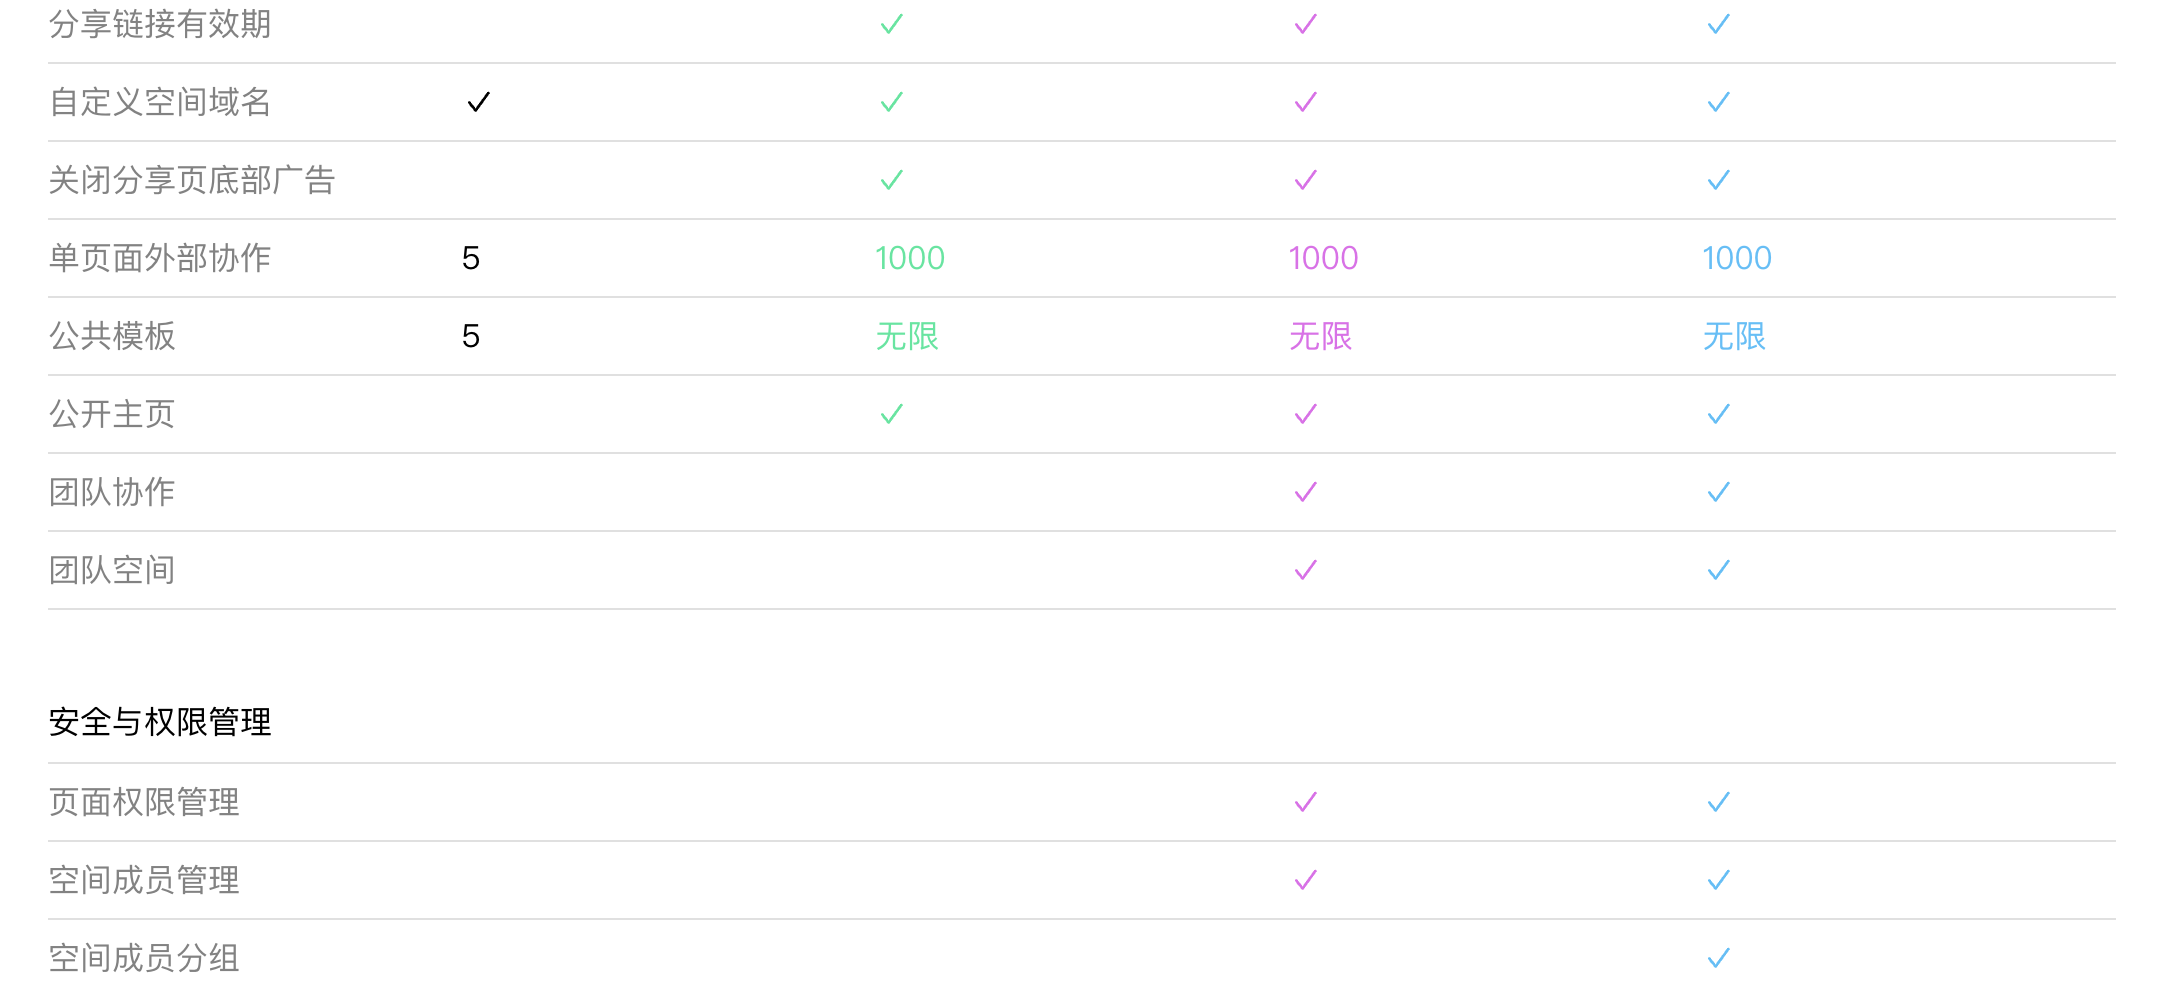 分享链接有效期 ✓ ✓ ✓
自定义空间域名 ✓ ✓ ✓ ✓
关闭分享页底部广告 ✓ ✓ ✓
单页面外部协作 5 1000 1000 1000
公共模板 5 无限 无限 无限
公开主页 ✓ ✓ ✓
团队协作 ✓ ✓
团队空间 ✓ ✓
安全与权限管理
页面权限管理 ✓ ✓
空间成员管理 ✓ ✓
空间成员分组 ✓